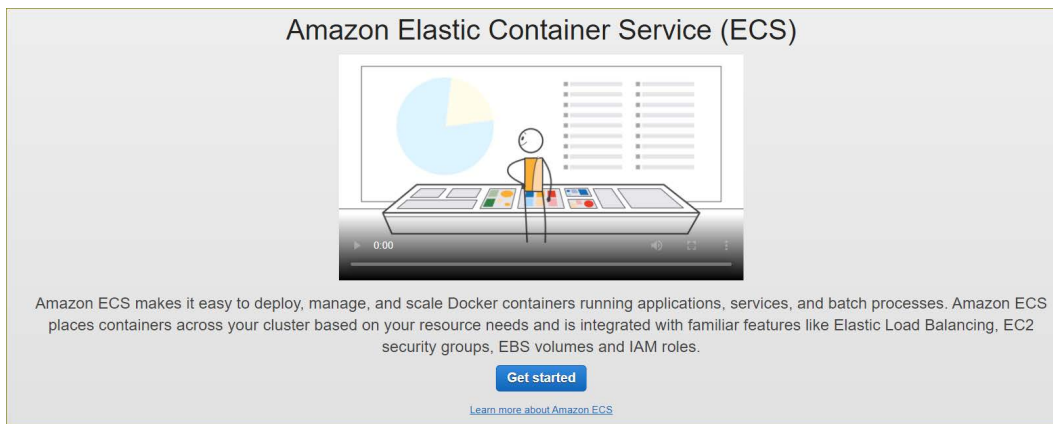 Amazon Elastic Container Service (ECS)
0:00
Amazon ECS makes it easy to deploy, manage, and scale Docker containers running applications, services, and batch processes. Amazon ECS
places containers across your cluster based on your resource needs and is integrated with familiar features like Elastic Load Balancing, EC2
security groups, EBS volumes and IAM roles.
Get started
Learn more about Amazon ECS